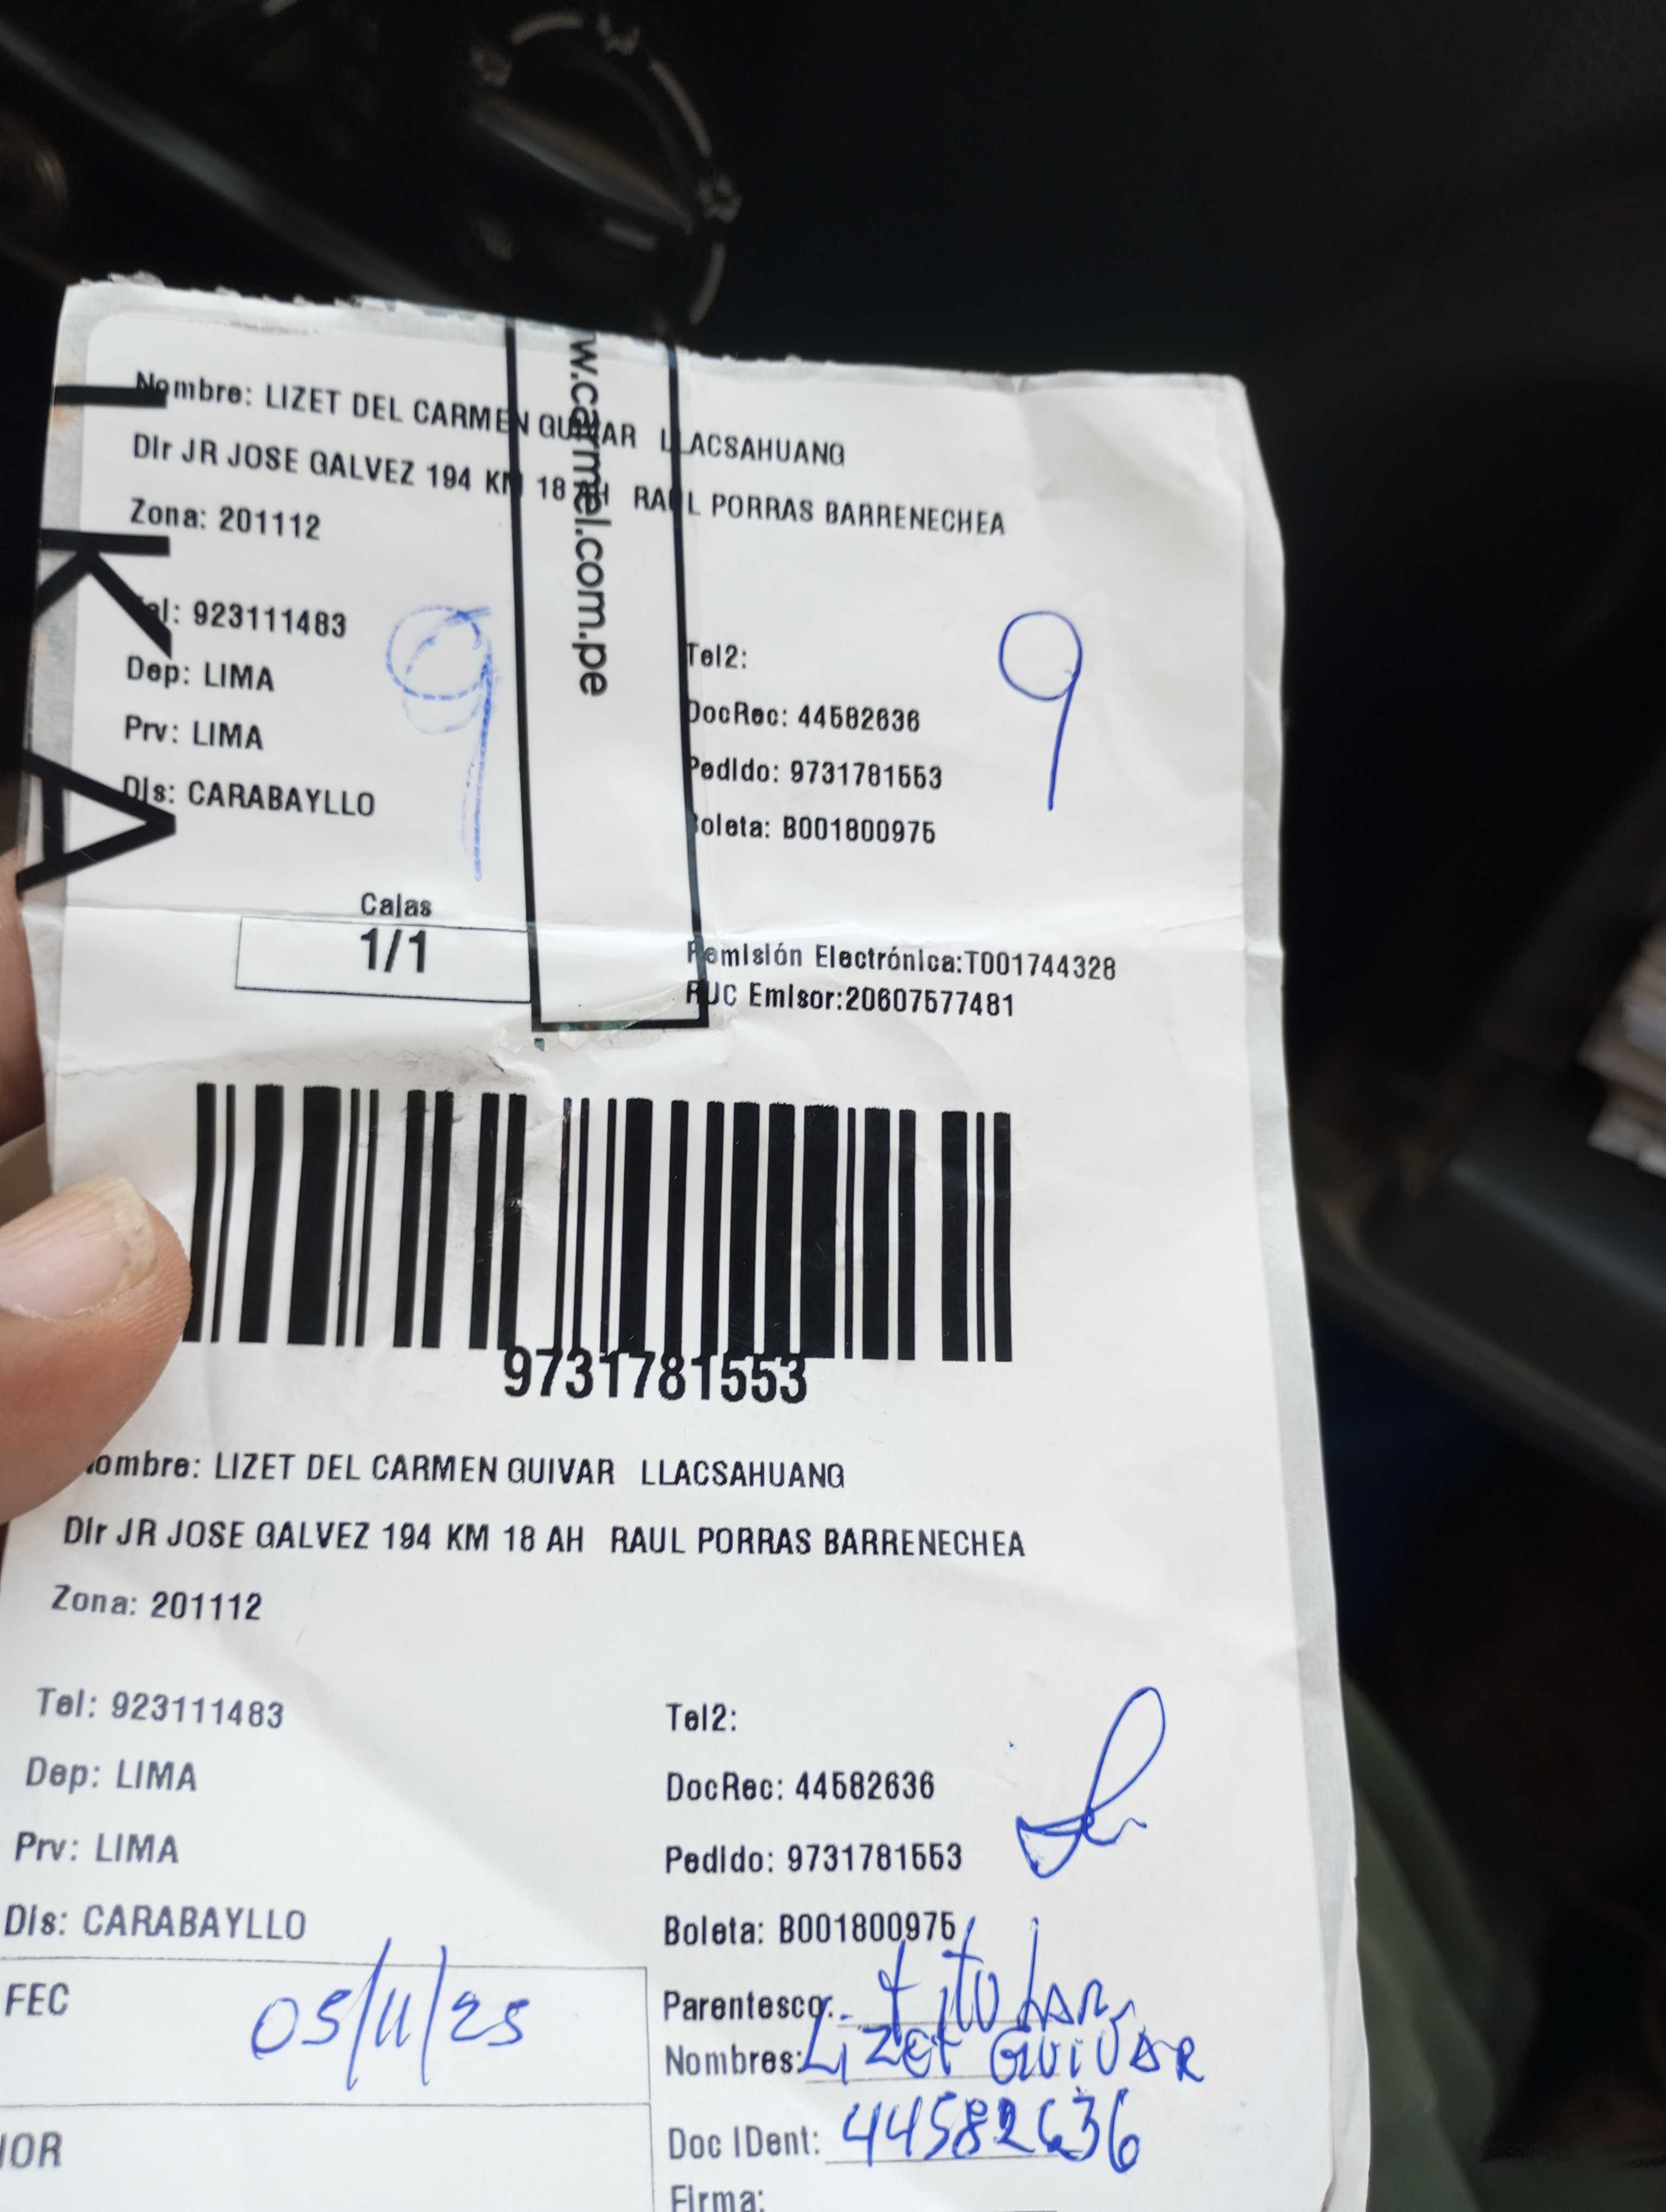 Nombre: LIZET DEL CARMEN QUIVAR LLACSAHUANG
Dir JR JOSE GALVEZ 194 KM 18 AH RAUL PORRAS BARRENECHEA
Zona: 201112
Tel: 923111483
Dep: LIMA
Prv: LIMA
Dis: CARABAYLLO
9
w.carmel.com.pe
I K A
Tel2:
DocRec: 44582636
Pedido: 9731781553
Boleta: B001800975
9
Cajas
1/1
Remisión Electrónica:T001744328
RUC Emisor:20607577481
9731781553
ombre: LIZET DEL CARMEN QUIVAR LLACSAHUANG
Dir JR JOSE GALVEZ 194 KM 18 AH RAUL PORRAS BARRENECHEA
Zona: 201112
Tel: 923111483
Dep: LIMA
Prv: LIMA
Dis: CARABAYLLO
Tel2:
DocRec: 44582636
Pedido: 9731781553
Boleta: B001800975
FEC 05/11/25
Parentesco: titular
Nombres: Lizet GuiVAR
Doc IDent: 44582636
Firma: